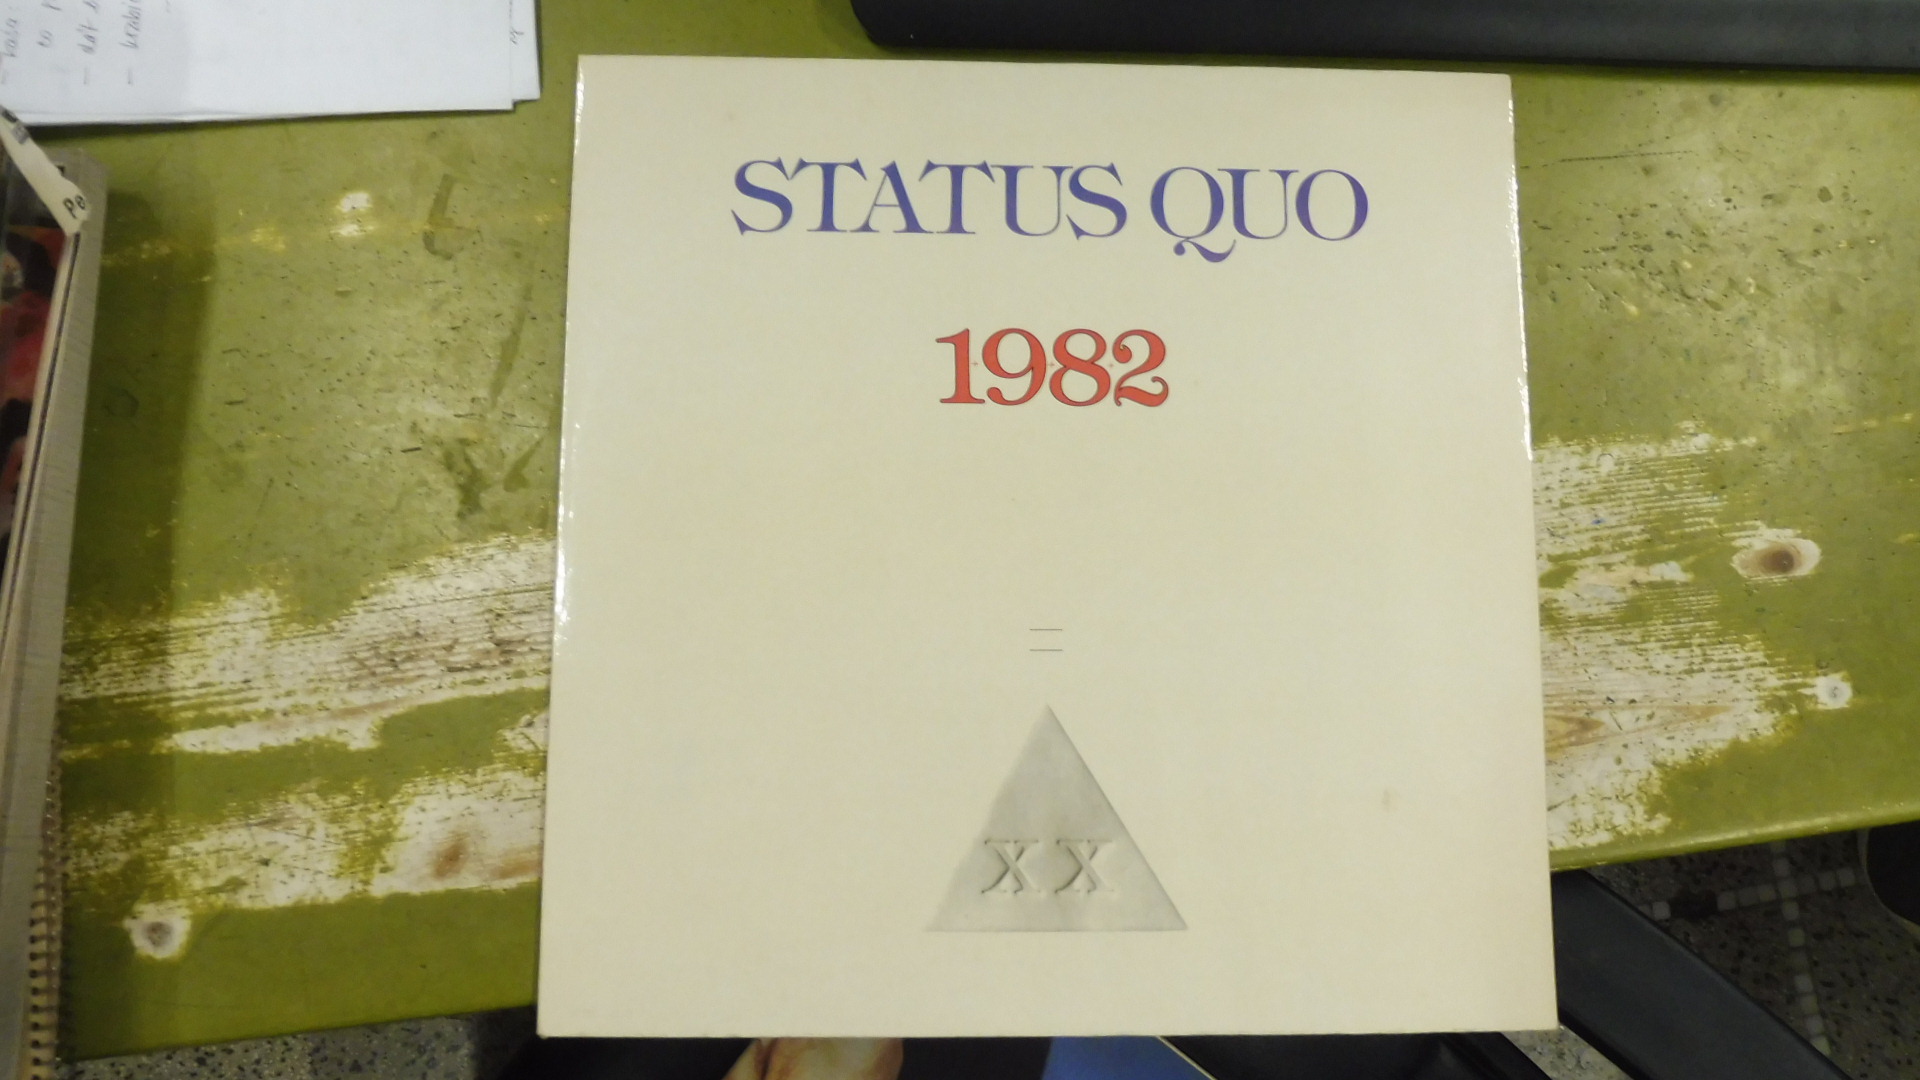 STATUS QUO
1982
=
XX